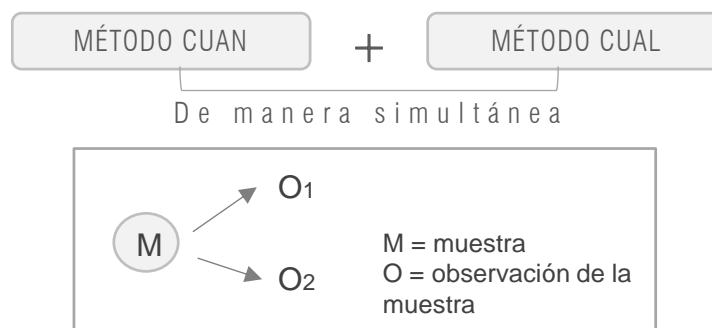 MÉTODO CUAN + MÉTODO CUAL
De manera simultánea
O1
M
O2
M = muestra
O = observación de la
muestra